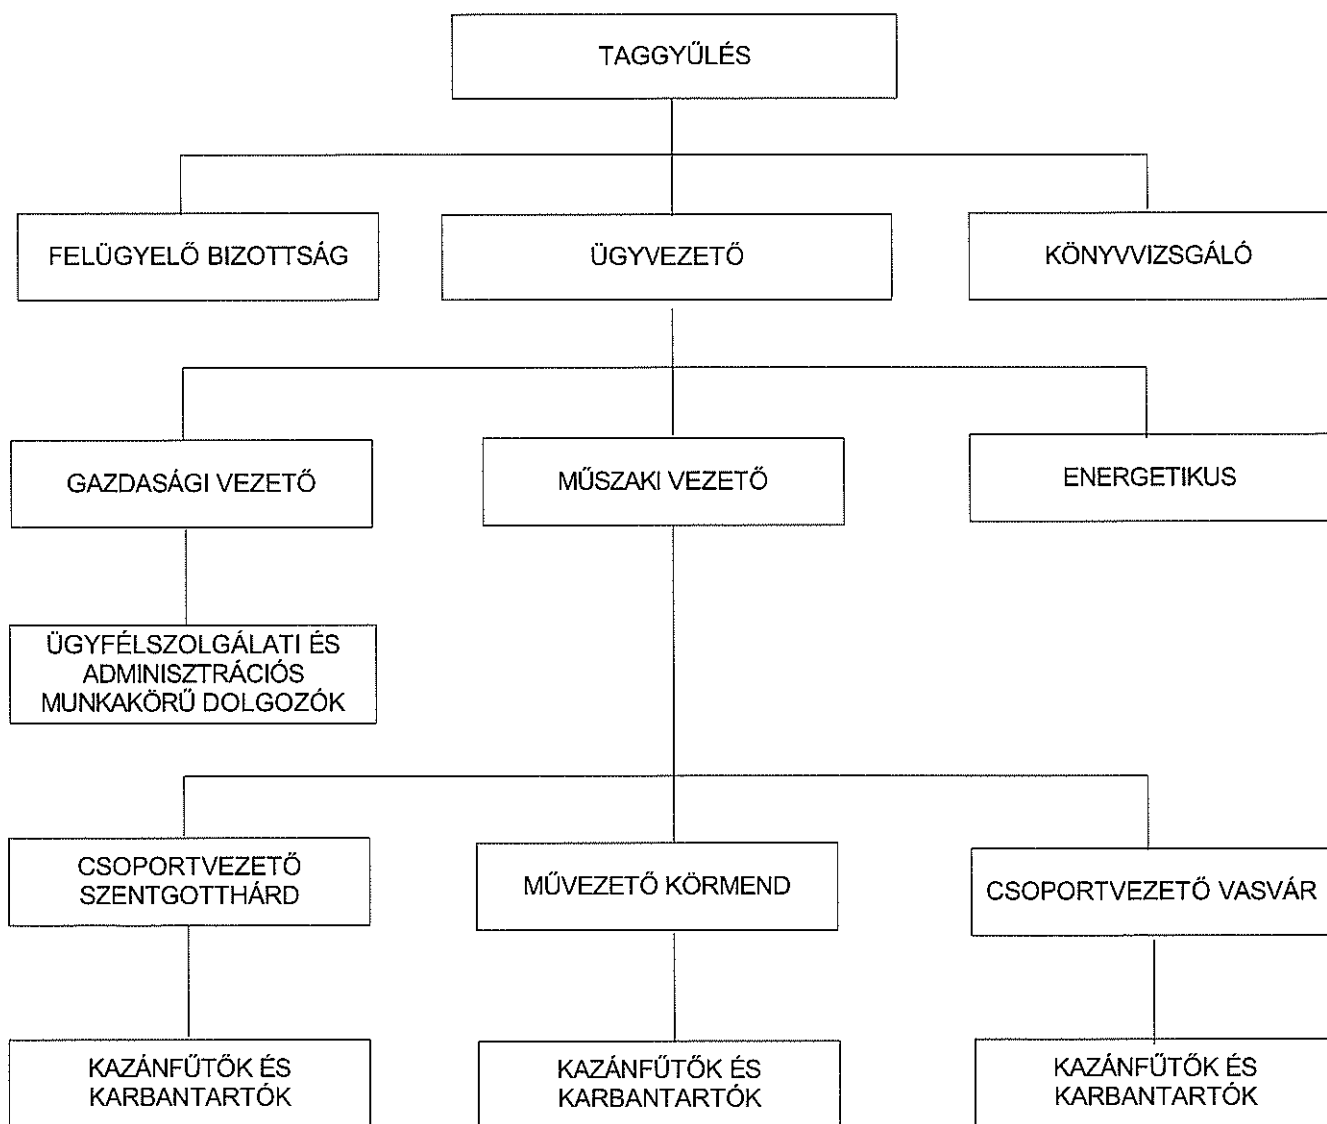 TAGGYŰLÉS
FELÜGYELŐ BIZOTTSÁG
ÜGYVEZETŐ
KÖNYVVIZSGÁLÓ
GAZDASÁGI VEZETŐ
MŰSZAKI VEZETŐ
ENERGETIKUS
ÜGYFÉLSZOLGÁLATI ÉS
ADMINISZTRÁCIÓS
MUNKAKÖRŰ DOLGOZÓK
CSOPORTVEZETŐ
SZENTGOTTHÁRD
MŰVEZETŐ KÖRMEND
CSOPORTVEZETŐ VASVÁR
KAZÁNFŰTŐK ÉS
KARBANTARTÓK
KAZÁNFŰTŐK ÉS
KARBANTARTÓK
KAZÁNFŰTŐK ÉS
KARBANTARTÓK